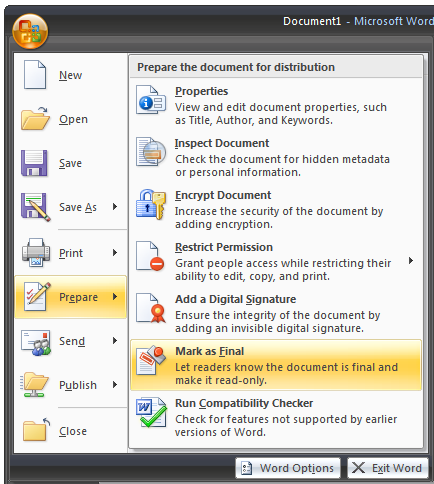 Document1 - Microsoft Word
Prepare the document for distribution
New
Open
Save
Save As
Print
Prepare
Send
Publish
Close
Properties
View and edit document properties, such
as Title, Author, and Keywords.
Inspect Document
Check the document for hidden metadata
or personal information.
Encrypt Document
Increase the security of the document by
adding encryption.
Restrict Permission
Grant people access while restricting their
ability to edit, copy, and print.
Add a Digital Signature
Ensure the integrity of the document by
adding an invisible digital signature.
Mark as Final
Let readers know the document is final and
make it read-only.
Run Compatibility Checker
Check for features not supported by earlier
versions of Word.
Word Options
Exit Word